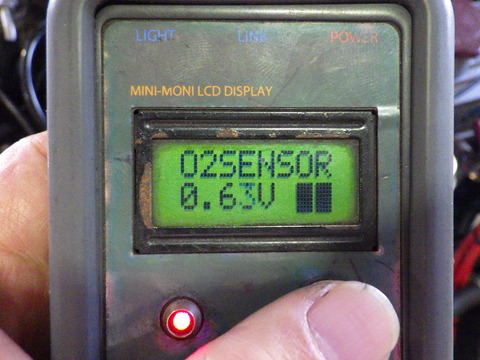 LIGHT LINK POWER
MINI-MONI LCD DISPLAY
O2SENSOR
0.63V